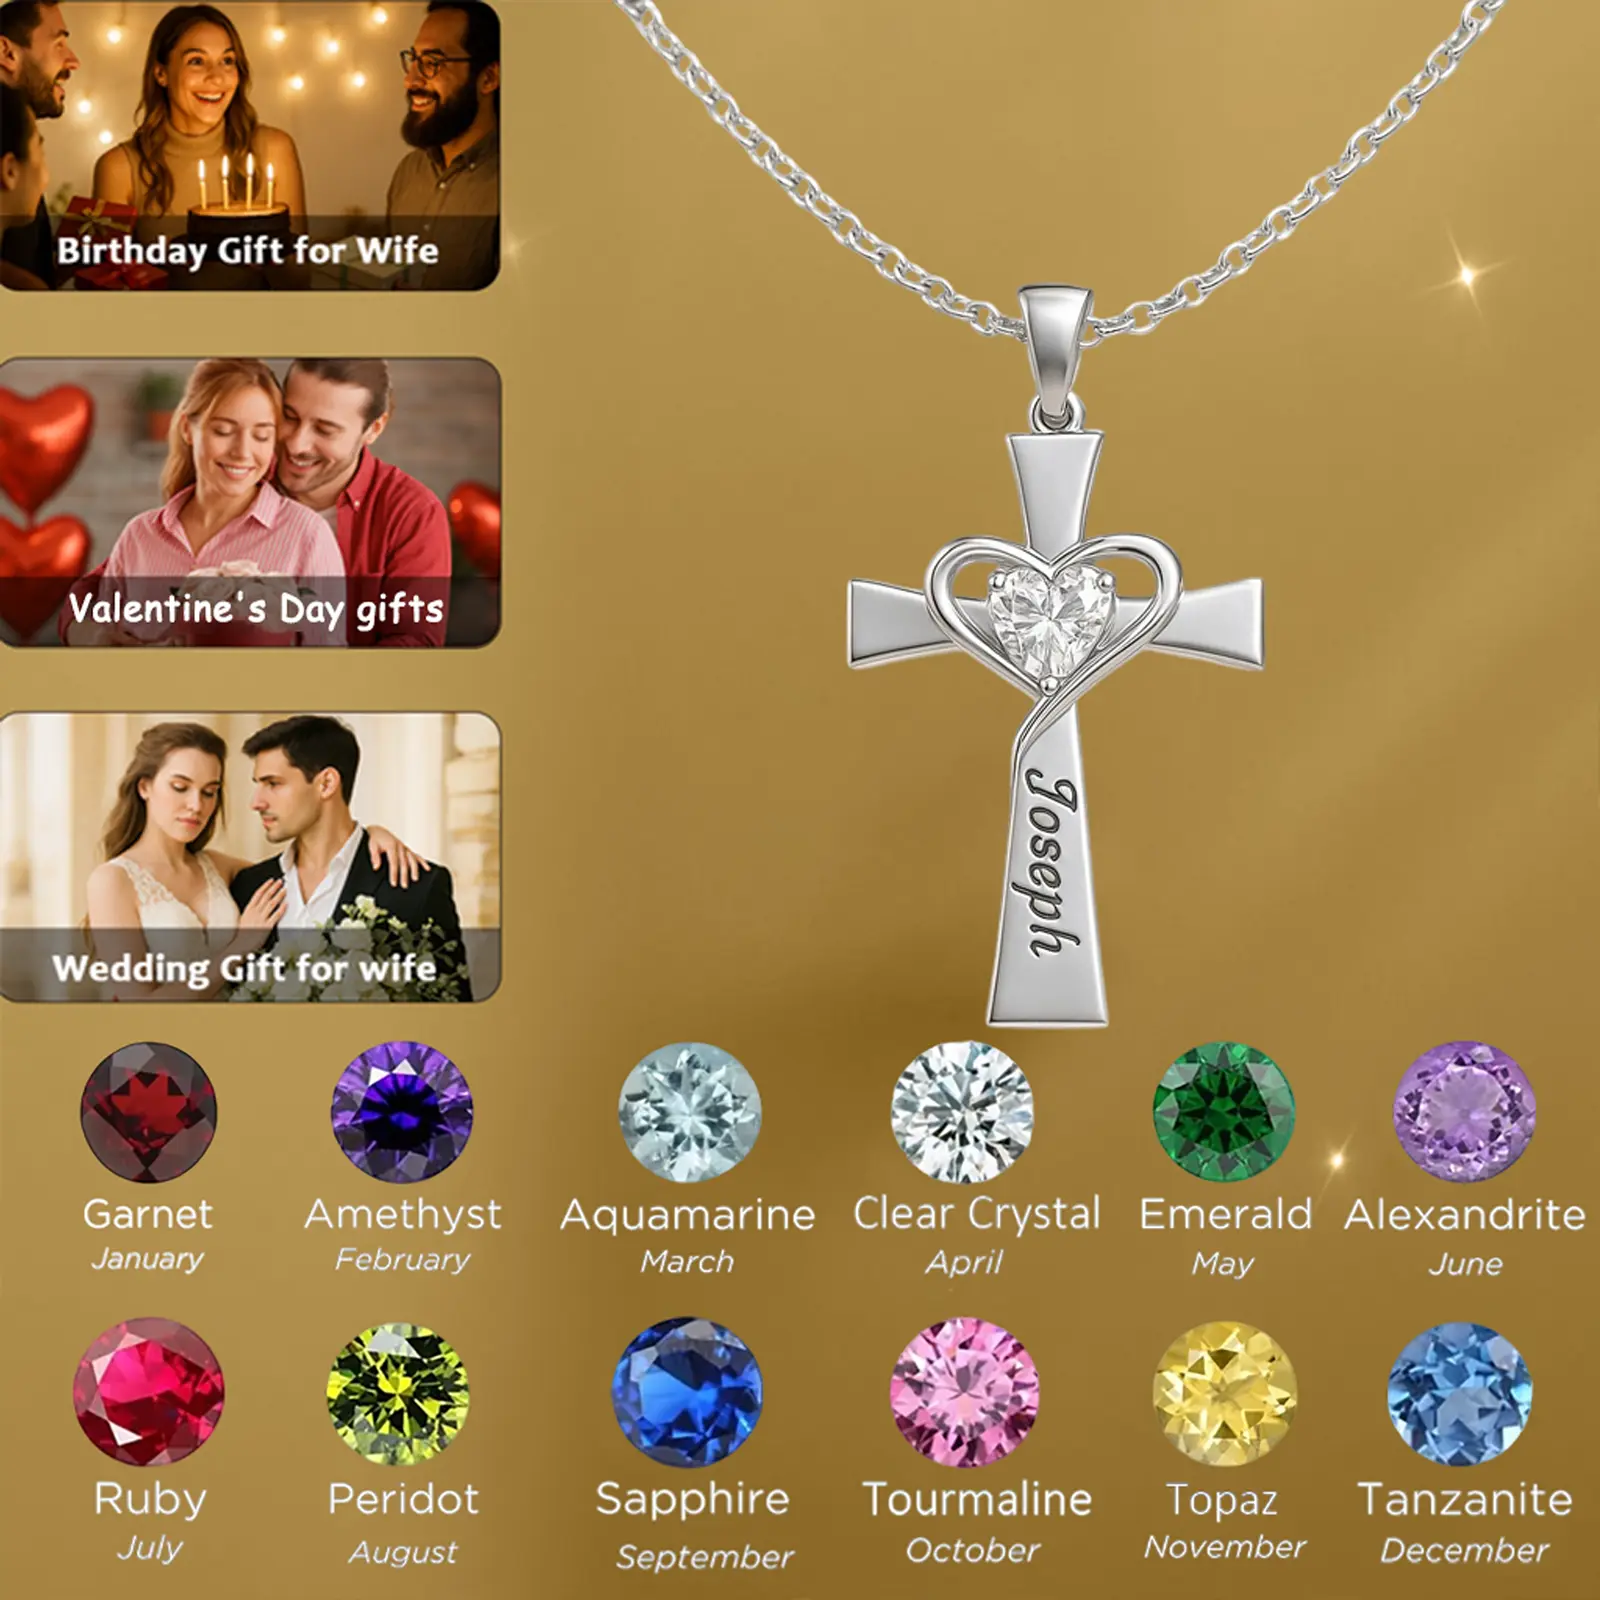 Birthday Gift for Wife
Valentine's Day gifts
Wedding Gift for wife
Joseph
Garnet
January
Amethyst
February
Aquamarine
March
Clear Crystal
April
Emerald
May
Alexandrite
June
Ruby
July
Peridot
August
Sapphire
September
Tourmaline
October
Topaz
November
Tanzanite
December